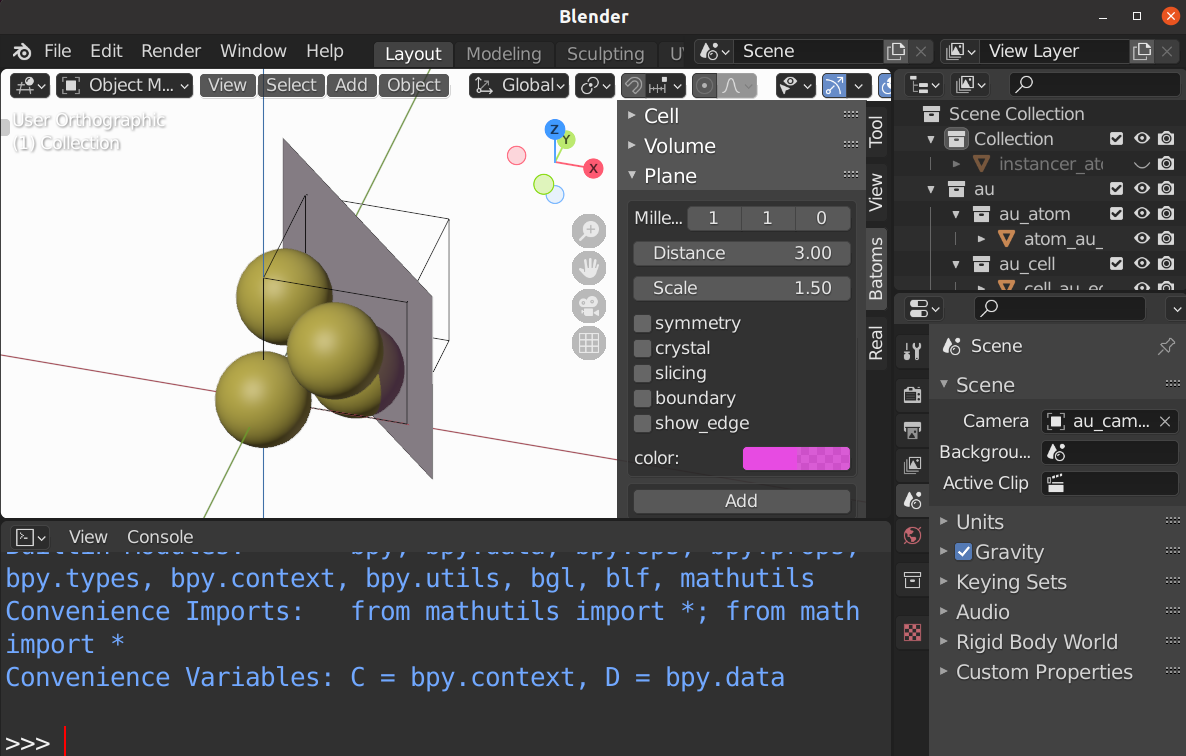 Blender
File Edit Render Window Help Layout Modeling Sculpting Scene View Layer
Object M... View Select Add Object Global
User Orthographic
(1) Collection
Z
Y
X
Cell
Volume
Plane
Mille... 1 1 0
Distance 3.00
Scale 1.50
symmetry
crystal
slicing
boundary
show_edge
color:
Add
Tool
View
Batoms
Real
Scene Collection
Collection
instancer_at
au
au_atom
atom_au_
au_cell
Scene
Scene
Camera au_cam...
Backgrou...
Active Clip
Units
Gravity
Keying Sets
Audio
Rigid Body World
Custom Properties
View Console
Builtin Modules: bpy, bpy.data, bpy.ops, bpy.props,
bpy.types, bpy.context, bpy.utils, bgl, blf, mathutils
Convenience Imports: from mathutils import *; from math
import *
Convenience Variables: C = bpy.context, D = bpy.data
>>>